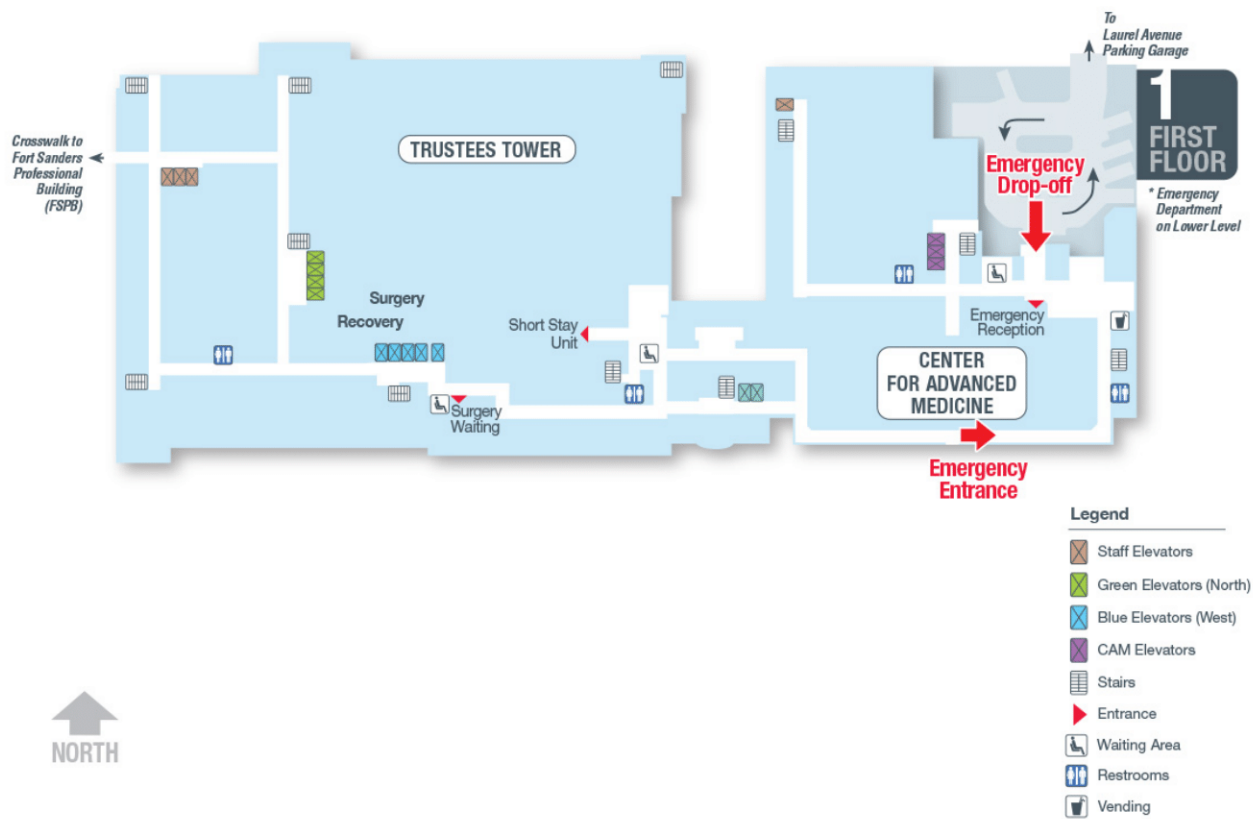 To
Laurel Avenue
Parking Garage
1
FIRST
FLOOR
* Emergency
Department
on Lower Level
Crosswalk to
Fort Sanders
Professional
Building
(FSPB)
TRUSTEES TOWER
Emergency
Drop-off
Surgery
Recovery
Short Stay
Unit
Surgery
Waiting
Emergency
Reception
CENTER
FOR ADVANCED
MEDICINE
Emergency
Entrance
Legend
Staff Elevators
Green Elevators (North)
Blue Elevators (West)
CAM Elevators
Stairs
Entrance
Waiting Area
Restrooms
Vending
NORTH